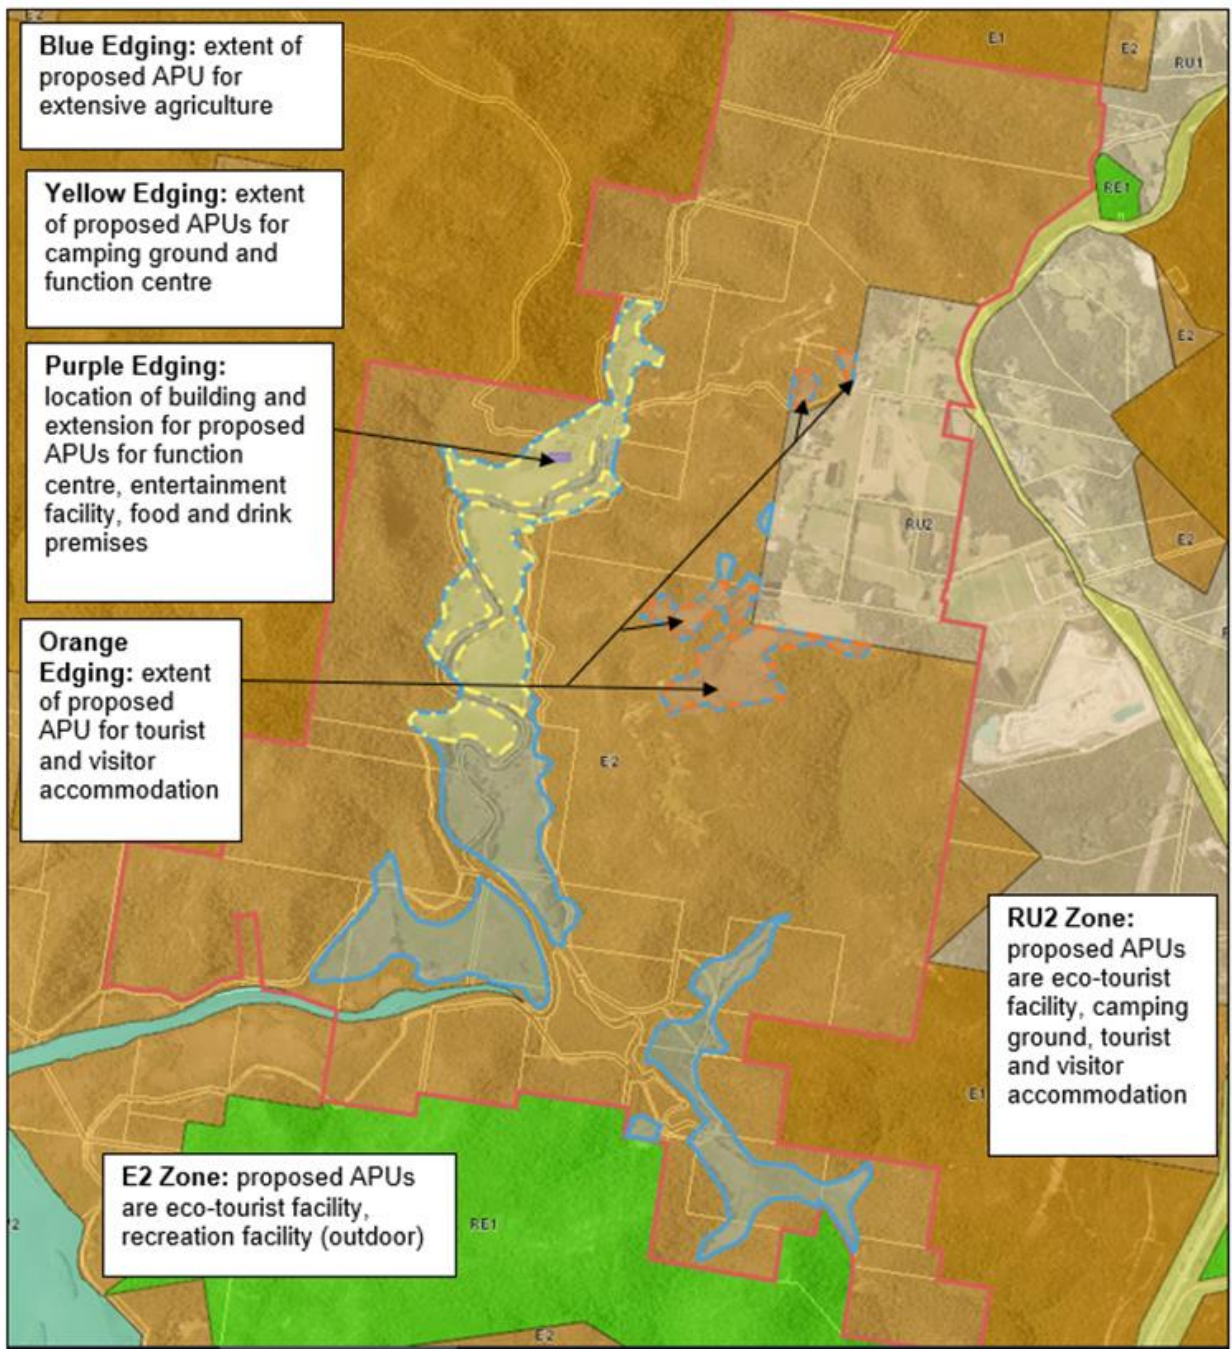 E2
Blue Edging: extent of
proposed APU for
extensive agriculture
E1
E2
RU1
Yellow Edging: extent
of proposed APUs for
camping ground and
function centre
RE1
Purple Edging:
location of building and
extension for proposed
APUs for function
centre, entertainment
facility, food and drink
premises
E2
RU2
E2
Orange
Edging: extent
of proposed
APU for tourist
and visitor
accommodation
E2
RU2 Zone:
proposed APUs
are eco-tourist
facility, camping
ground, tourist
and visitor
accommodation
E1
E2 Zone: proposed APUs
are eco-tourist facility,
recreation facility (outdoor)
RE1
E2